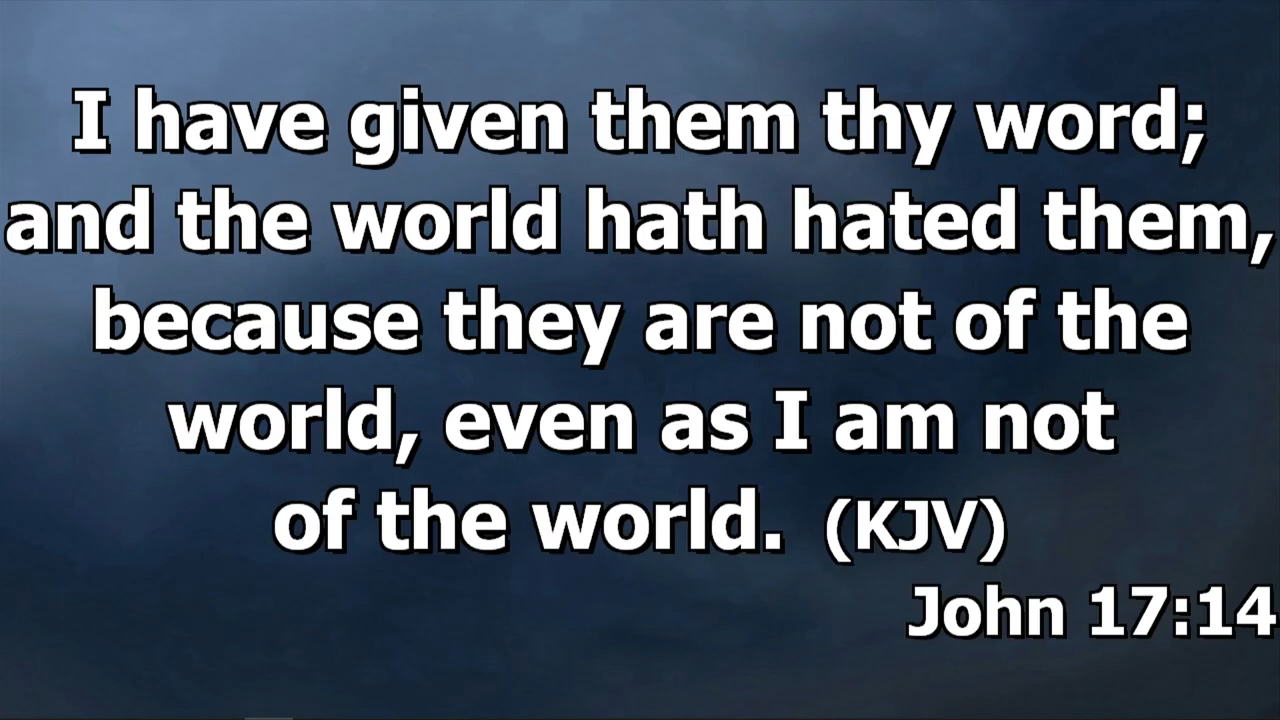 I have given them thy word;
and the world hath hated them,
because they are not of the
world, even as I am not
of the world. (KJV)
John 17:14